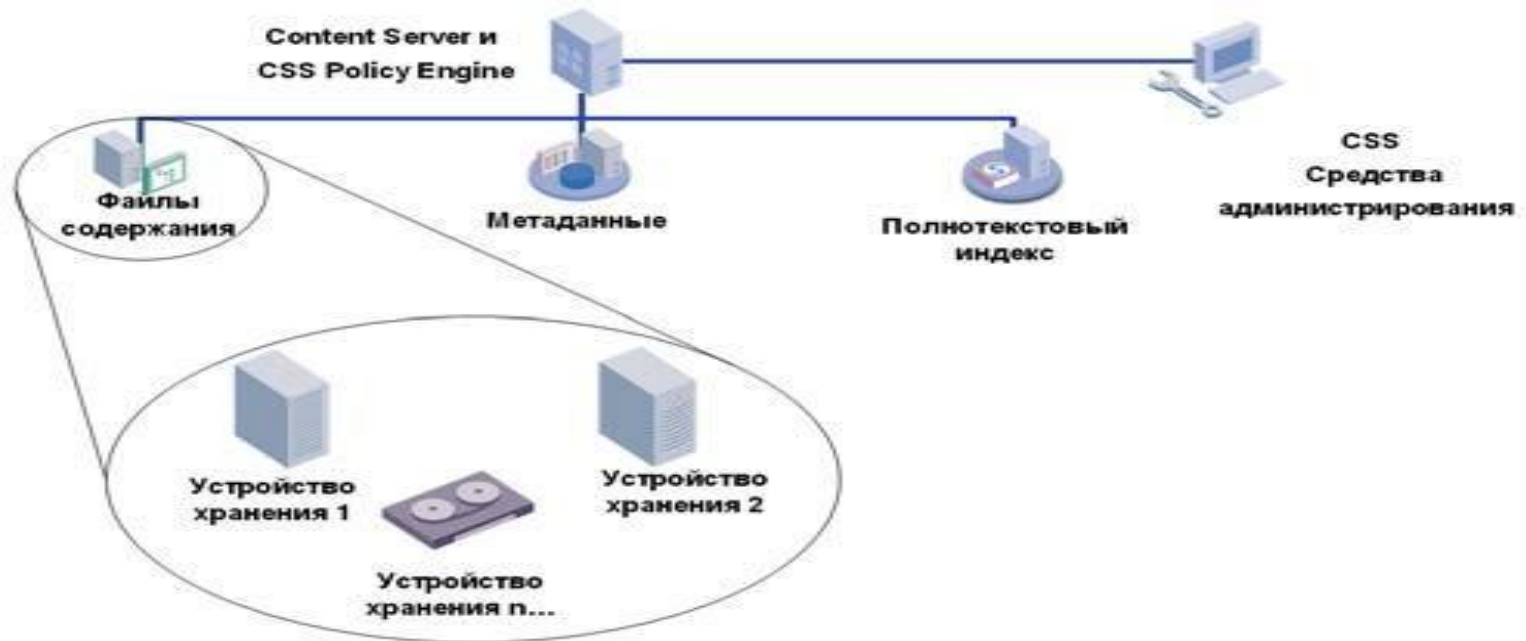 Content Server и
CSS Policy Engine
CSS
Средства
администрирования
Файлы
содержания
Метаданные
Полнотекстовый
индекс
Устройство
хранения 1
Устройство
хранения 2
Устройство
хранения n...